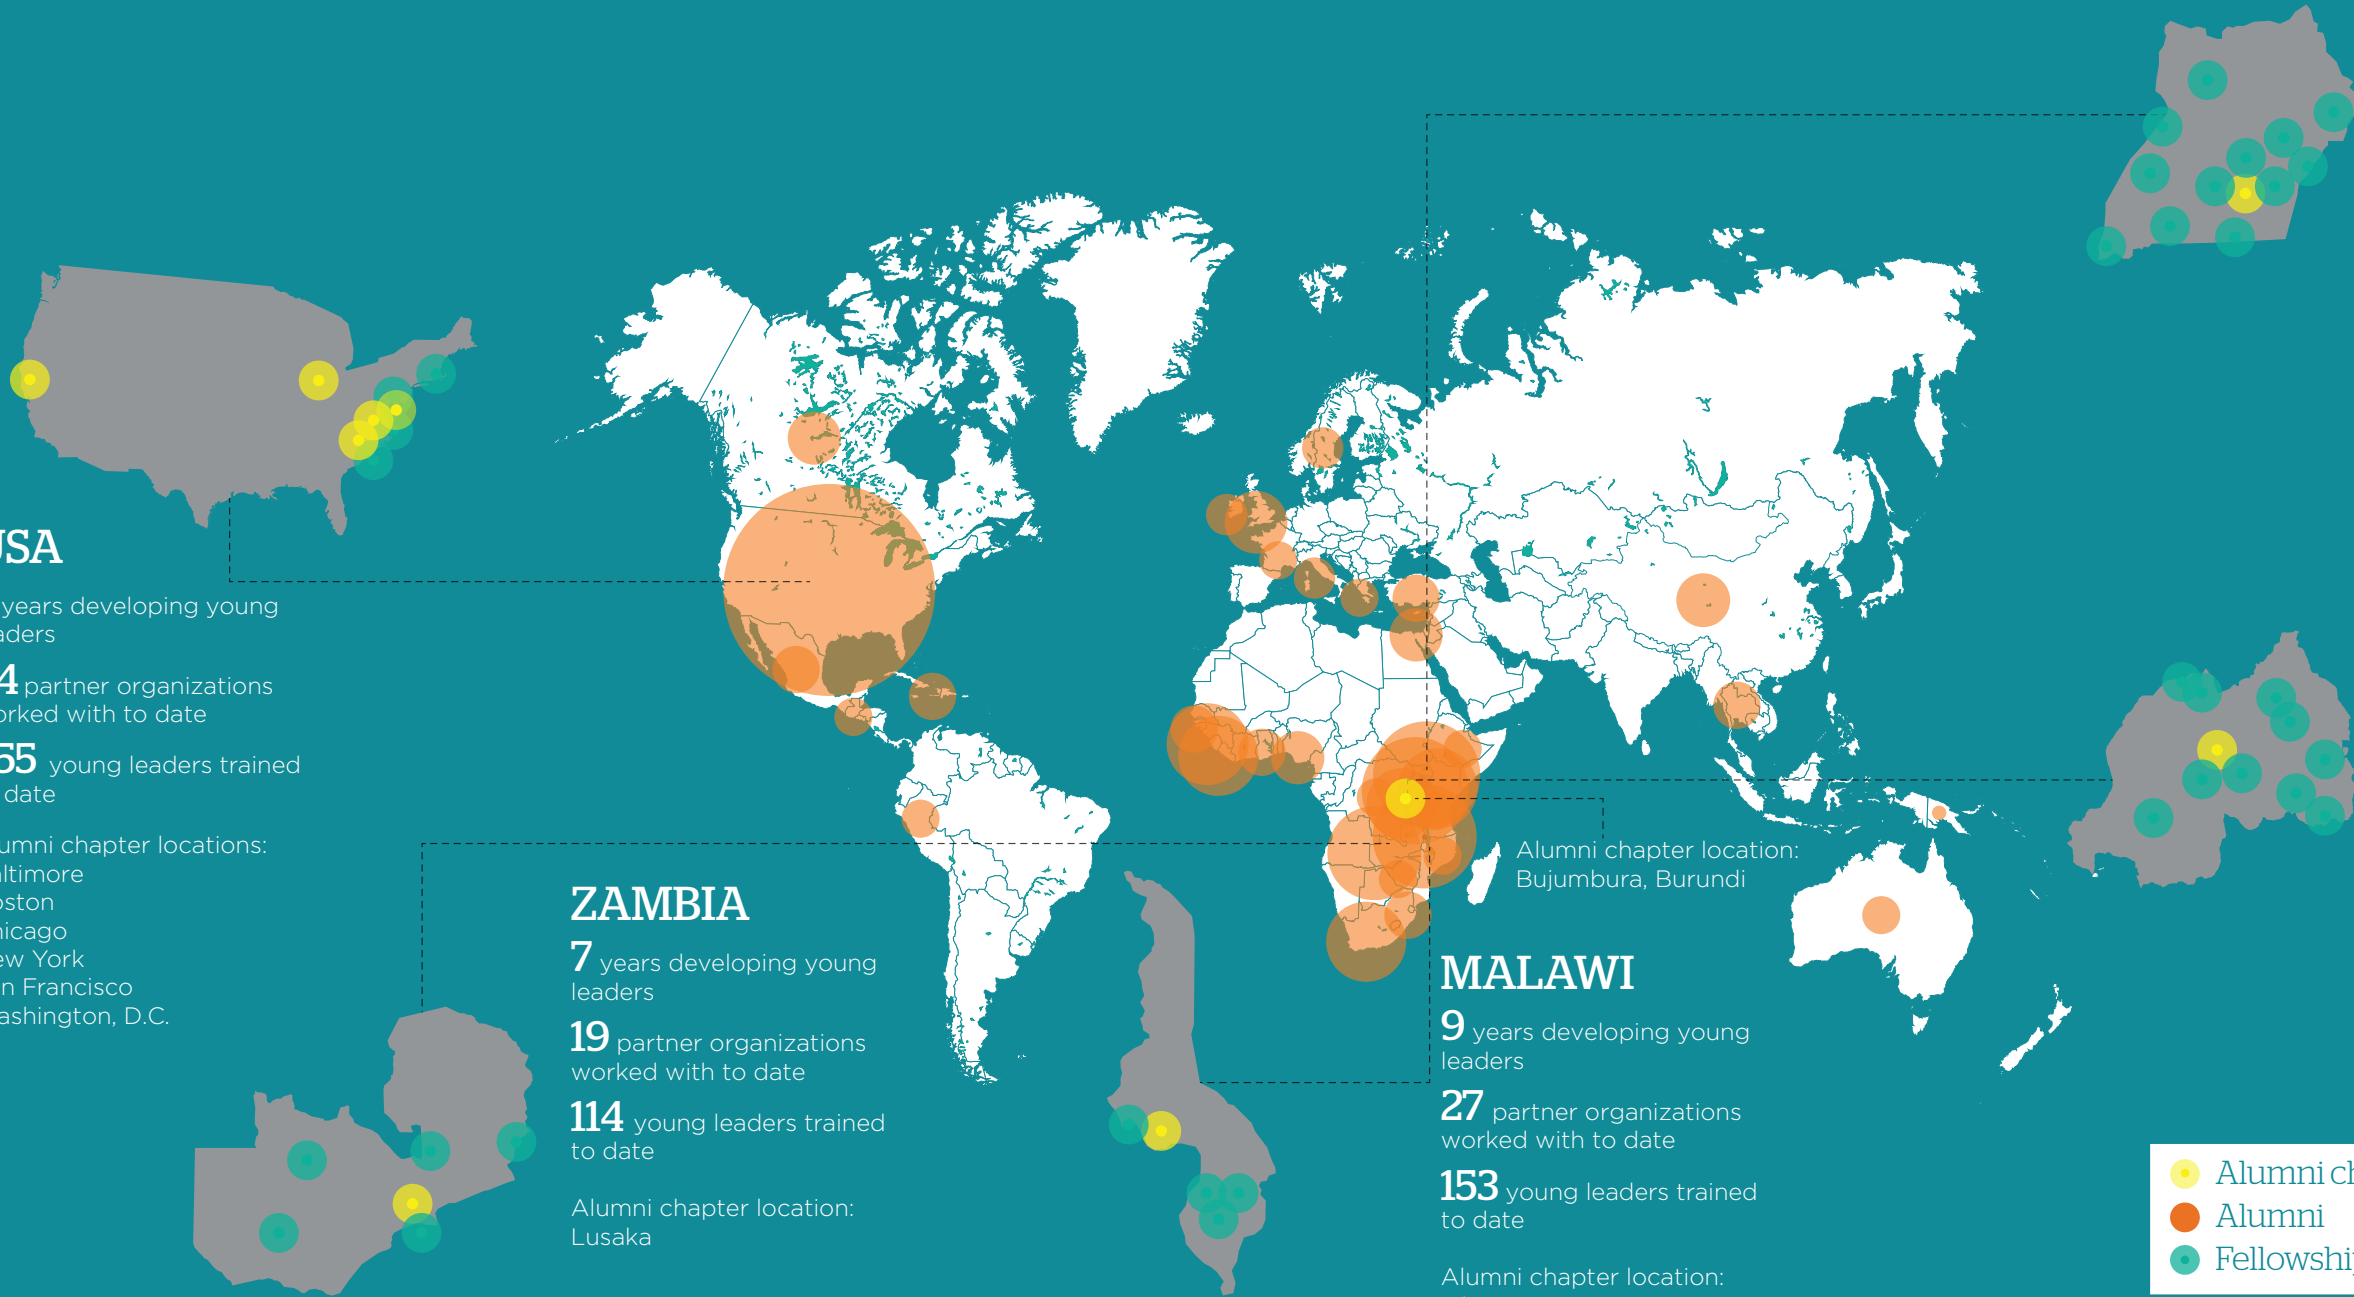 USA
years developing young
aders
4 partner organizations
orked with to date
55 young leaders trained
date
umni chapter locations:
altimore
oston
hicago
ew York
n Francisco
ashington, D.C.
ZAMBIA
7 years developing young
leaders
19 partner organizations
worked with to date
114 young leaders trained
to date
Alumni chapter location:
Lusaka
Alumni chapter location:
Bujumbura, Burundi
MALAWI
9 years developing young
leaders
27 partner organizations
worked with to date
153 young leaders trained
to date
Alumni chapter location:
Alumni ch
Alumni
Fellowshi